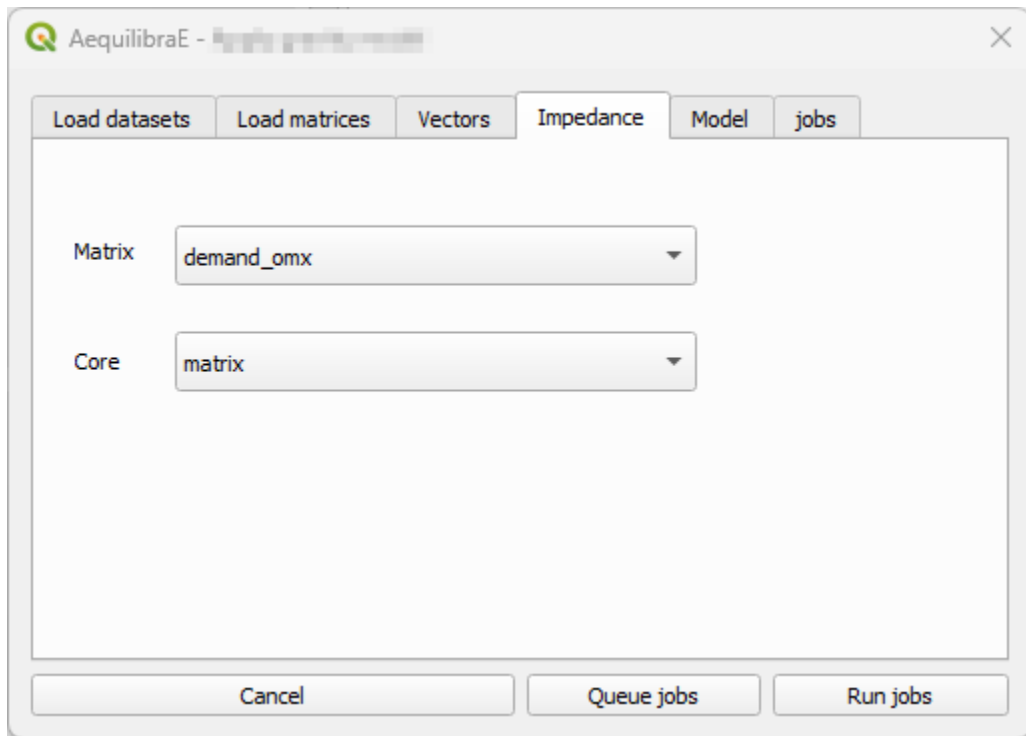 AequilibraE -
Load datasets Load matrices Vectors Impedance Model jobs
Matrix demand_omx
Core matrix
Cancel Queue jobs Run jobs